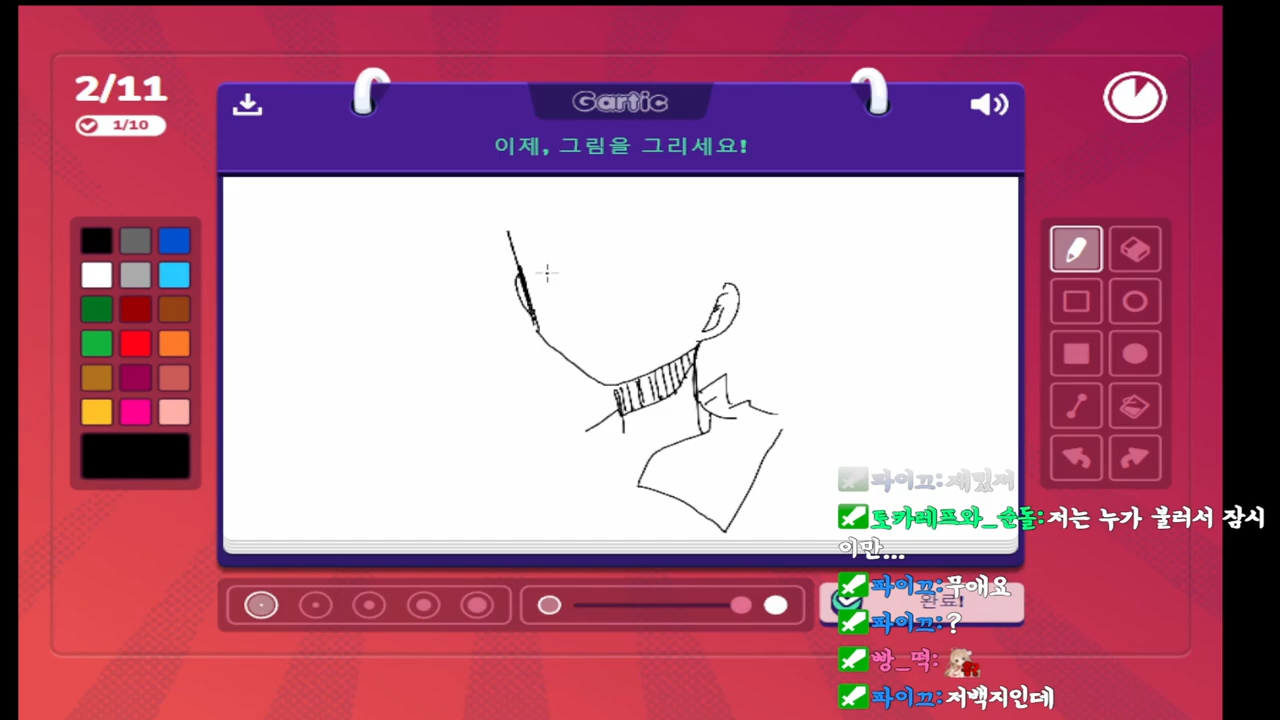 2/11
1/10
Gartic
이제, 그림을 그리세요!
파이끄: 재밌져
토카레프와_순돌: 저는 누가 불러서 잠시
이만...
파이끄: 무애요
완료!
파이끄: ?
빵_떡:
파이끄: 저백지인데